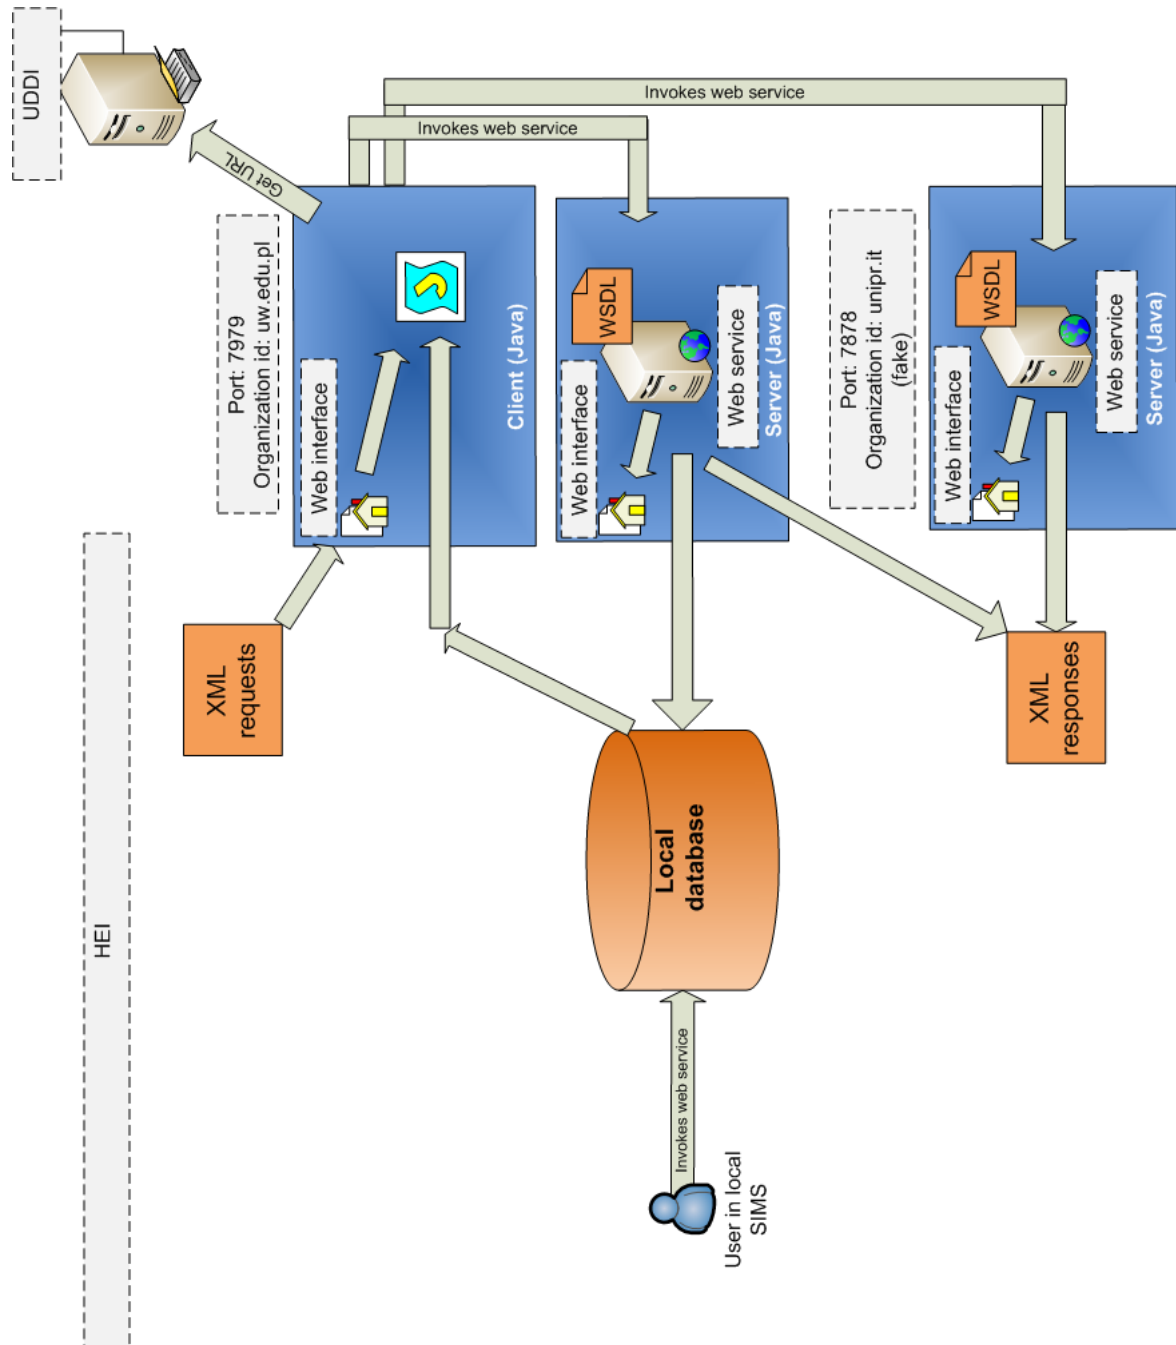 HEI
UDDI
Get URL
Invokes web service
Invokes web service
Port: 7979
Organization id: uw.edu.pl
Web interface
Client (Java)
XML
requests
WSDL
Web interface
Web service
Server (Java)
Port: 7878
Organization id: unipr.it
(fake)
WSDL
Web interface
Web service
Server (Java)
XML
responses
Local
database
Invokes web service
User in local
SIMS